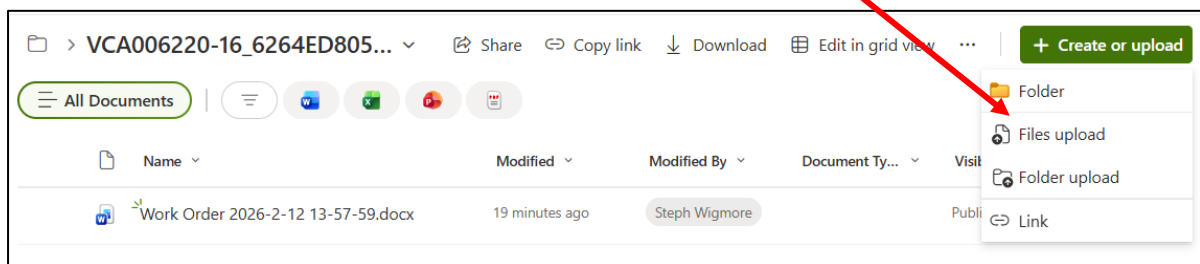 VCA006220-16_6264ED805... Share Copy link Download Edit in grid view ... + Create or upload
All Documents
Folder
Files upload
Folder upload
Link
Name Modified Modified By Document Ty...
Work Order 2026-2-12 13-57-59.docx 19 minutes ago Steph Wigmore